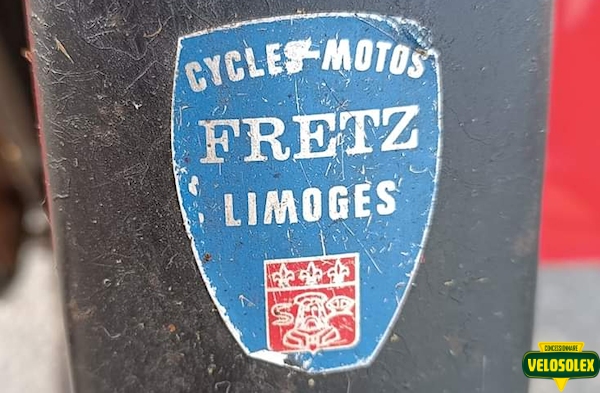 CYCLES-MOTOS
FRETZ
LIMOGES
S R
CONCESSIONNAIRE
VELOSOLEX